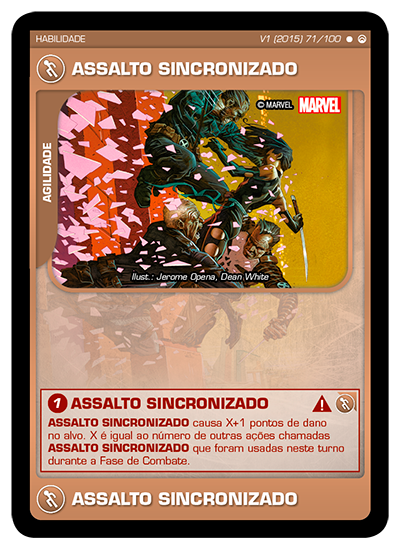 HABILIDADE V1 (2015) 71/100
ASSALTO SINCRONIZADO
© MARVEL MARVEL
AGILIDADE
Ilust.: Jerome Opena, Dean White
1 ASSALTO SINCRONIZADO
ASSALTO SINCRONIZADO causa X+1 pontos de dano
no alvo. X é igual ao número de outras ações chamadas
ASSALTO SINCRONIZADO que foram usadas neste turno
durante a Fase de Combate.
ASSALTO SINCRONIZADO